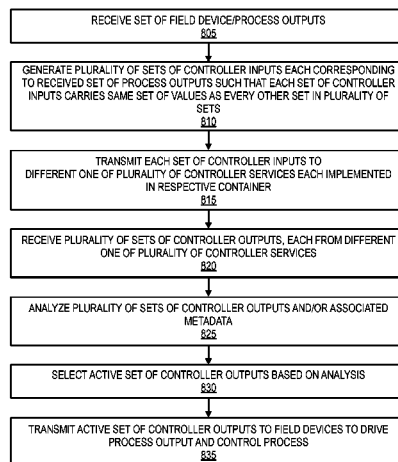 RECEIVE SET OF FIELD DEVICE/PROCESS OUTPUTS
805
GENERATE PLURALITY OF SETS OF CONTROLLER INPUTS EACH CORRESPONDING
TO RECEIVED SET OF PROCESS OUTPUTS SUCH THAT EACH SET OF CONTROLLER
INPUTS CARRIES SAME SET OF VALUES AS EVERY OTHER SET IN PLURALITY OF
SETS
810
TRANSMIT EACH SET OF CONTROLLER INPUTS TO
DIFFERENT ONE OF PLURALITY OF CONTROLLER SERVICES EACH IMPLEMENTED
IN RESPECTIVE CONTAINER
815
RECEIVE PLURALITY OF SETS OF CONTROLLER OUTPUTS, EACH FROM DIFFERENT
ONE OF PLURALITY OF CONTROLLER SERVICES
820
ANALYZE PLURALITY OF SETS OF CONTROLLER OUTPUTS AND/OR ASSOCIATED
METADATA
825
SELECT ACTIVE SET OF CONTROLLER OUTPUTS BASED ON ANALYSIS
830
TRANSMIT ACTIVE SET OF CONTROLLER OUTPUTS TO FIELD DEVICES TO DRIVE
PROCESS OUTPUT AND CONTROL PROCESS
835